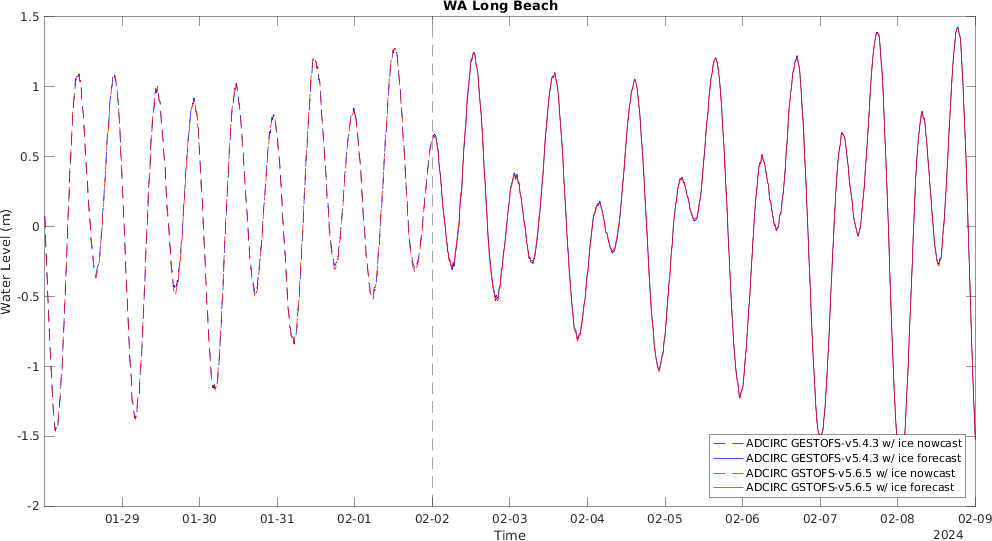 WA Long Beach
1.5
1
0.5
0
-0.5
-1
-1.5
-2
Water Level (m)
ADCIRC GESTOFS-v5.4.3 w/ ice nowcast
ADCIRC GESTOFS-v5.4.3 w/ ice forecast
ADCIRC GSTOFS-v5.6.5 w/ ice nowcast
ADCIRC GSTOFS-v5.6.5 w/ ice forecast
01-29 01-30 01-31 02-01 02-02 02-03 02-04 02-05 02-06 02-07 02-08 02-09
Time
2024